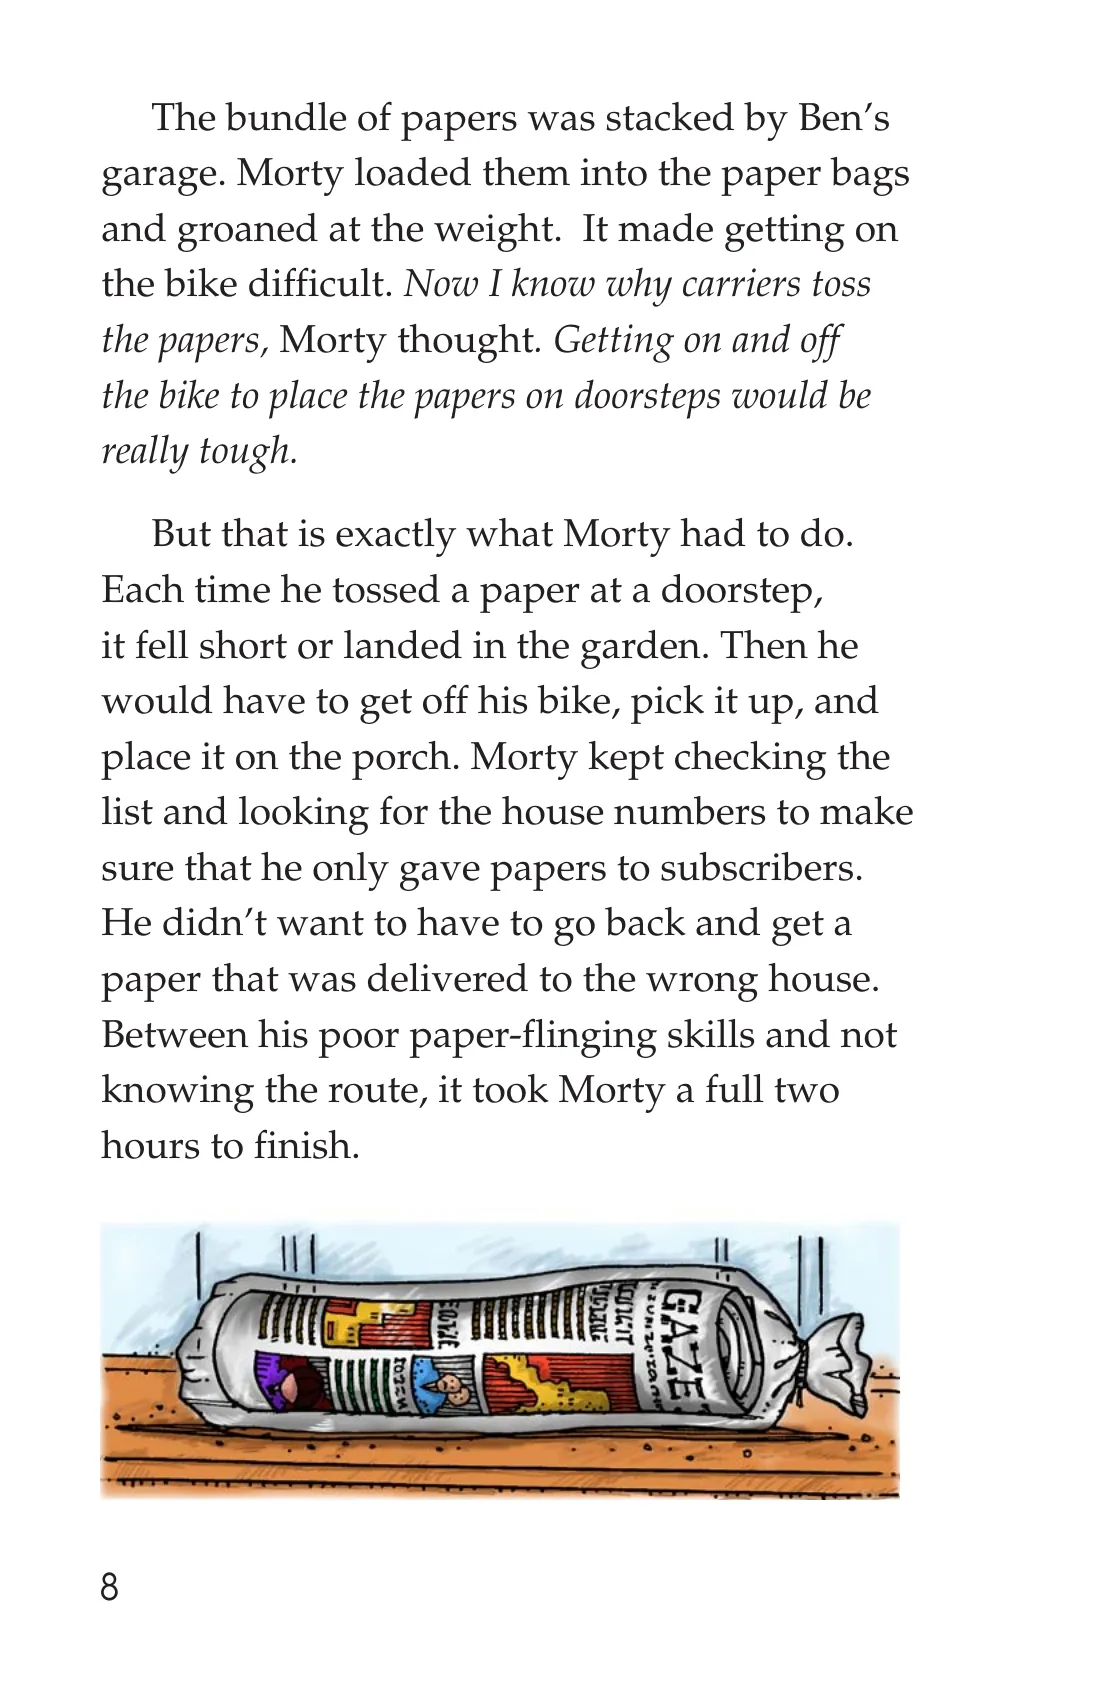 The bundle of papers was stacked by Ben’s
garage. Morty loaded them into the paper bags
and groaned at the weight.  It made getting on
the bike difficult. Now I know why carriers toss
the papers, Morty thought. Getting on and off
the bike to place the papers on doorsteps would be
really tough.
But that is exactly what Morty had to do.
Each time he tossed a paper at a doorstep,
it fell short or landed in the garden. Then he
would have to get off his bike, pick it up, and
place it on the porch. Morty kept checking the
list and looking for the house numbers to make
sure that he only gave papers to subscribers.
He didn’t want to have to go back and get a
paper that was delivered to the wrong house.
Between his poor paper-flinging skills and not
knowing the route, it took Morty a full two
hours to finish.
GAZE
8